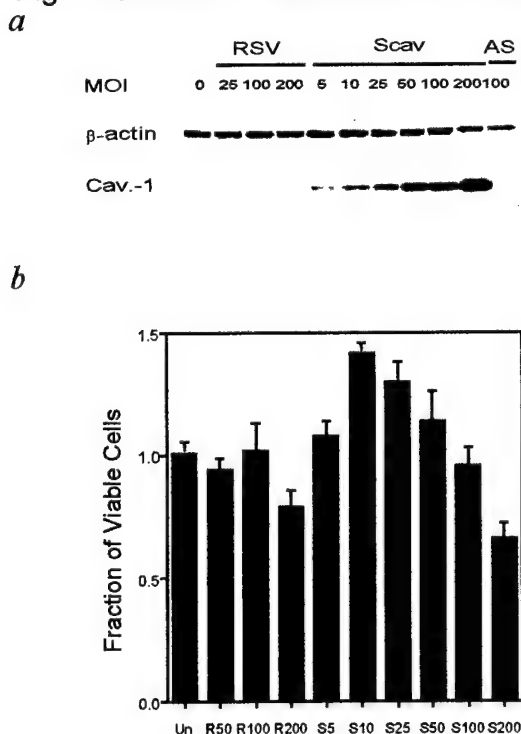 a
RSV Scav AS
MOI 0 25 100 200 5 10 25 50 100 200 100
β-actin
Cav.-1
b
1.5
1.0
0.5
0.0
Fraction of Viable Cells
Un R50 R100 R200 S5 S10 S25 S50 S100 S200